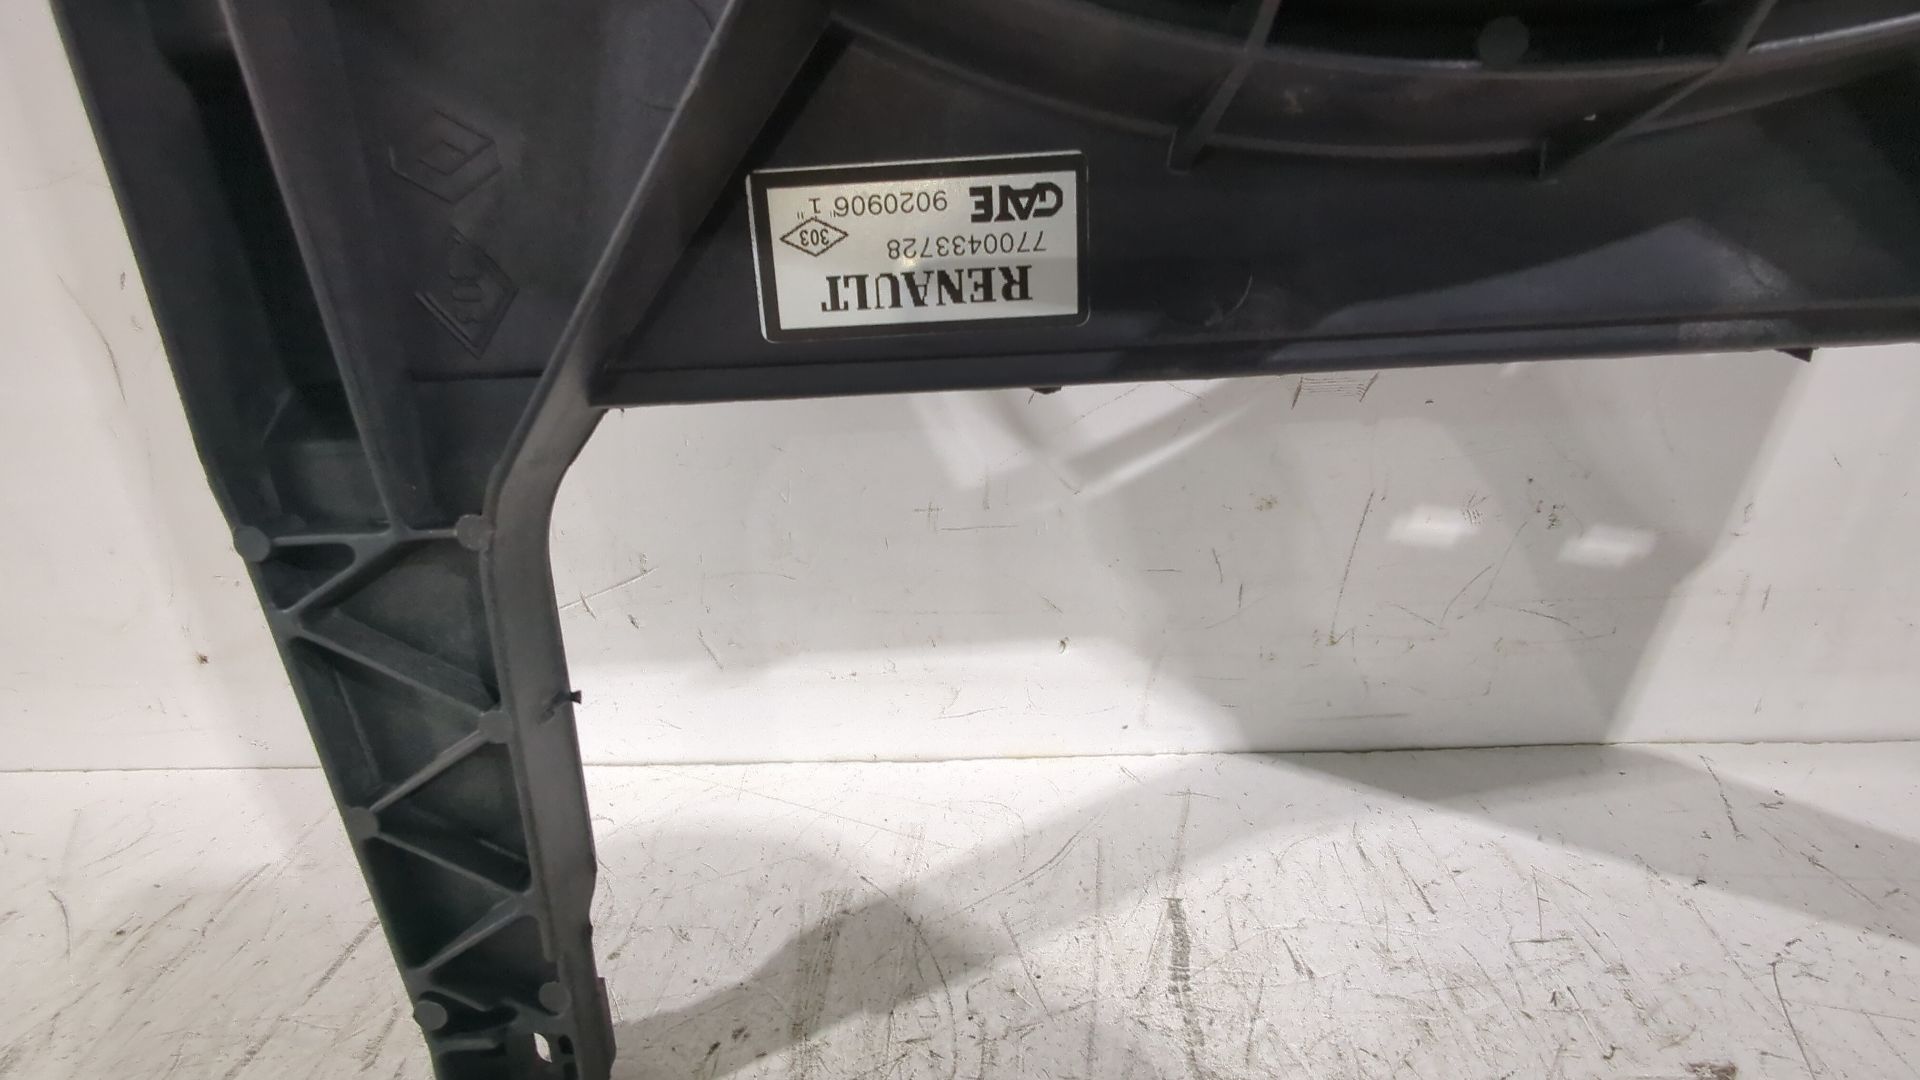 RENAULT
7700433728
303
GATE 9020906 "1"